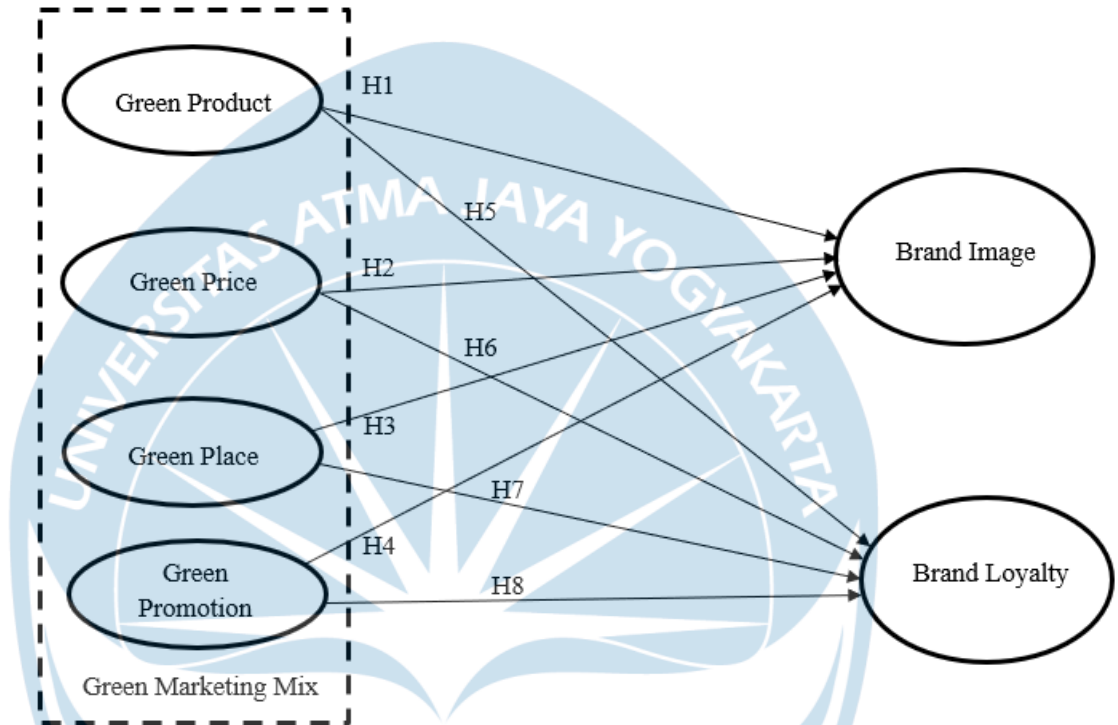 Green Product
H1
UNIVERSITAS ATMA JAYA YOGYAKARTA
H5
Brand Image
Green Price
H2
H6
Green Place
H3
H7
H4
Green
Promotion
H8
Brand Loyalty
Green Marketing Mix